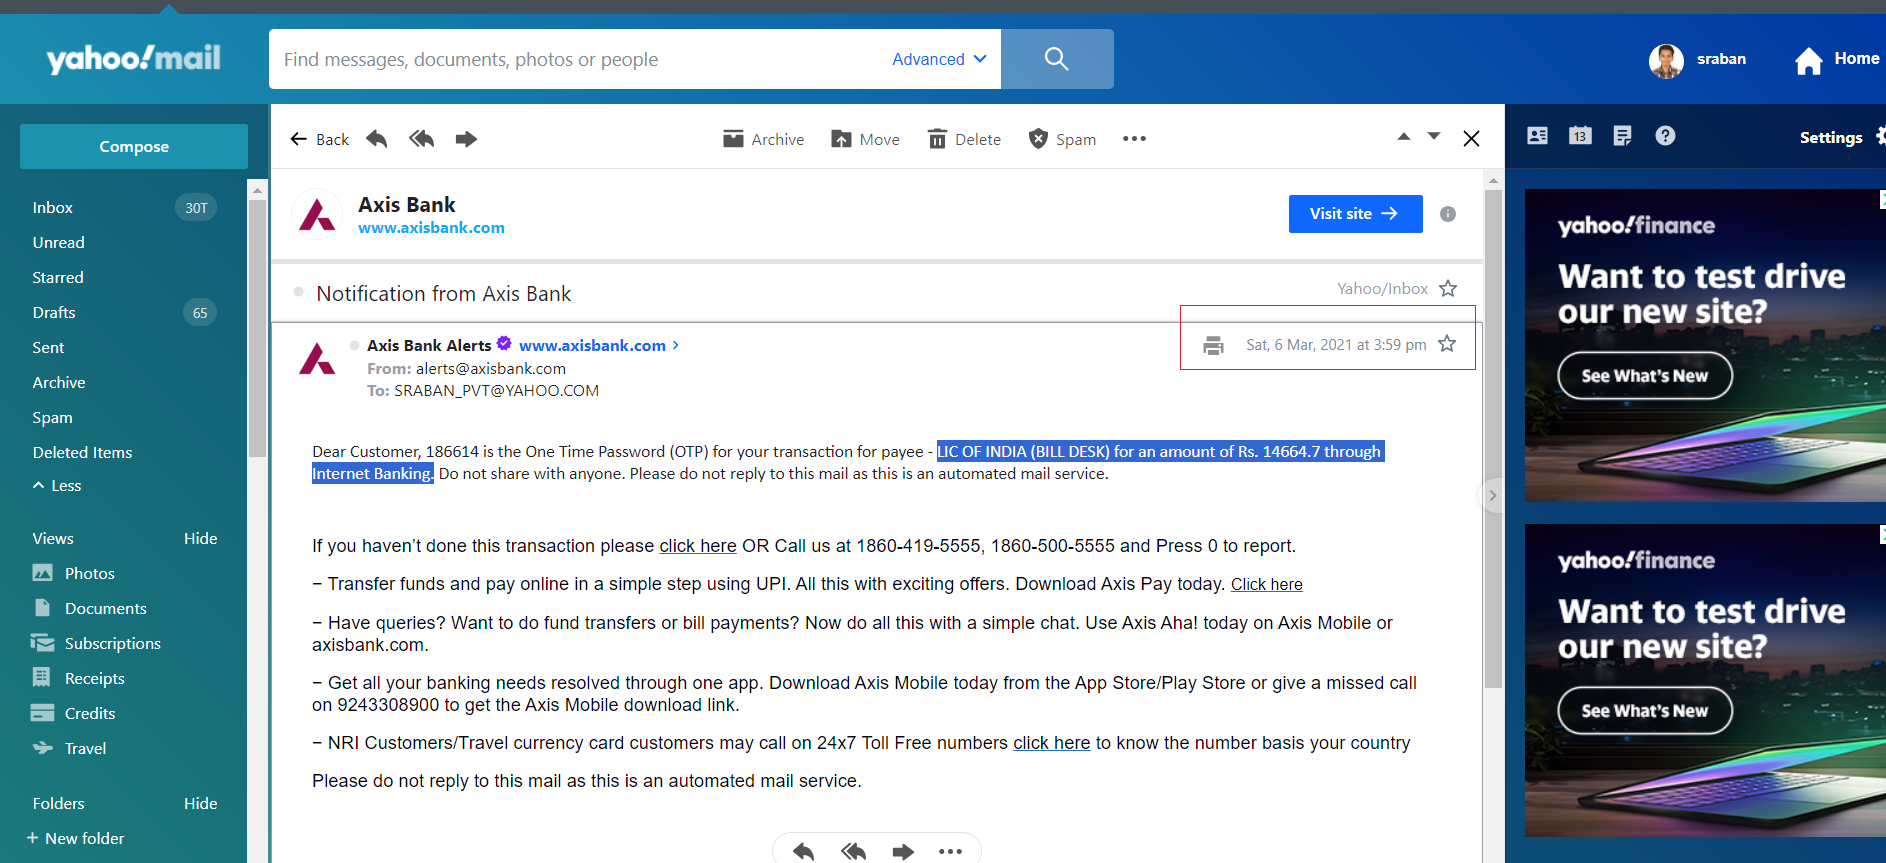 yahoo!mail
Find messages, documents, photos or people
Advanced
sraban
Home
Compose
Back
Archive
Move
Delete
Spam
13
Settings
Inbox
30T
Unread
Starred
Drafts
65
Sent
Archive
Spam
Deleted Items
Less
Views
Hide
Photos
Documents
Subscriptions
Receipts
Credits
Travel
Folders
Hide
+ New folder
Axis Bank
www.axisbank.com
Visit site
Notification from Axis Bank
Yahoo/Inbox
Axis Bank Alerts www.axisbank.com
Sat, 6 Mar, 2021 at 3:59 pm
From: alerts@axisbank.com
To: SRABAN_PVT@YAHOO.COM
Dear Customer, 186614 is the One Time Password (OTP) for your transaction for payee - LIC OF INDIA (BILL DESK) for an amount of Rs. 14664.7 through
Internet Banking. Do not share with anyone. Please do not reply to this mail as this is an automated mail service.
If you haven’t done this transaction please click here OR Call us at 1860-419-5555, 1860-500-5555 and Press 0 to report.
− Transfer funds and pay online in a simple step using UPI. All this with exciting offers. Download Axis Pay today. Click here
− Have queries? Want to do fund transfers or bill payments? Now do all this with a simple chat. Use Axis Aha! today on Axis Mobile or
axisbank.com.
− Get all your banking needs resolved through one app. Download Axis Mobile today from the App Store/Play Store or give a missed call
on 9243308900 to get the Axis Mobile download link.
− NRI Customers/Travel currency card customers may call on 24x7 Toll Free numbers click here to know the number basis your country
Please do not reply to this mail as this is an automated mail service.
yahoo!finance
Want to test drive
our new site?
See What's New
yahoo!finance
Want to test drive
our new site?
See What's New